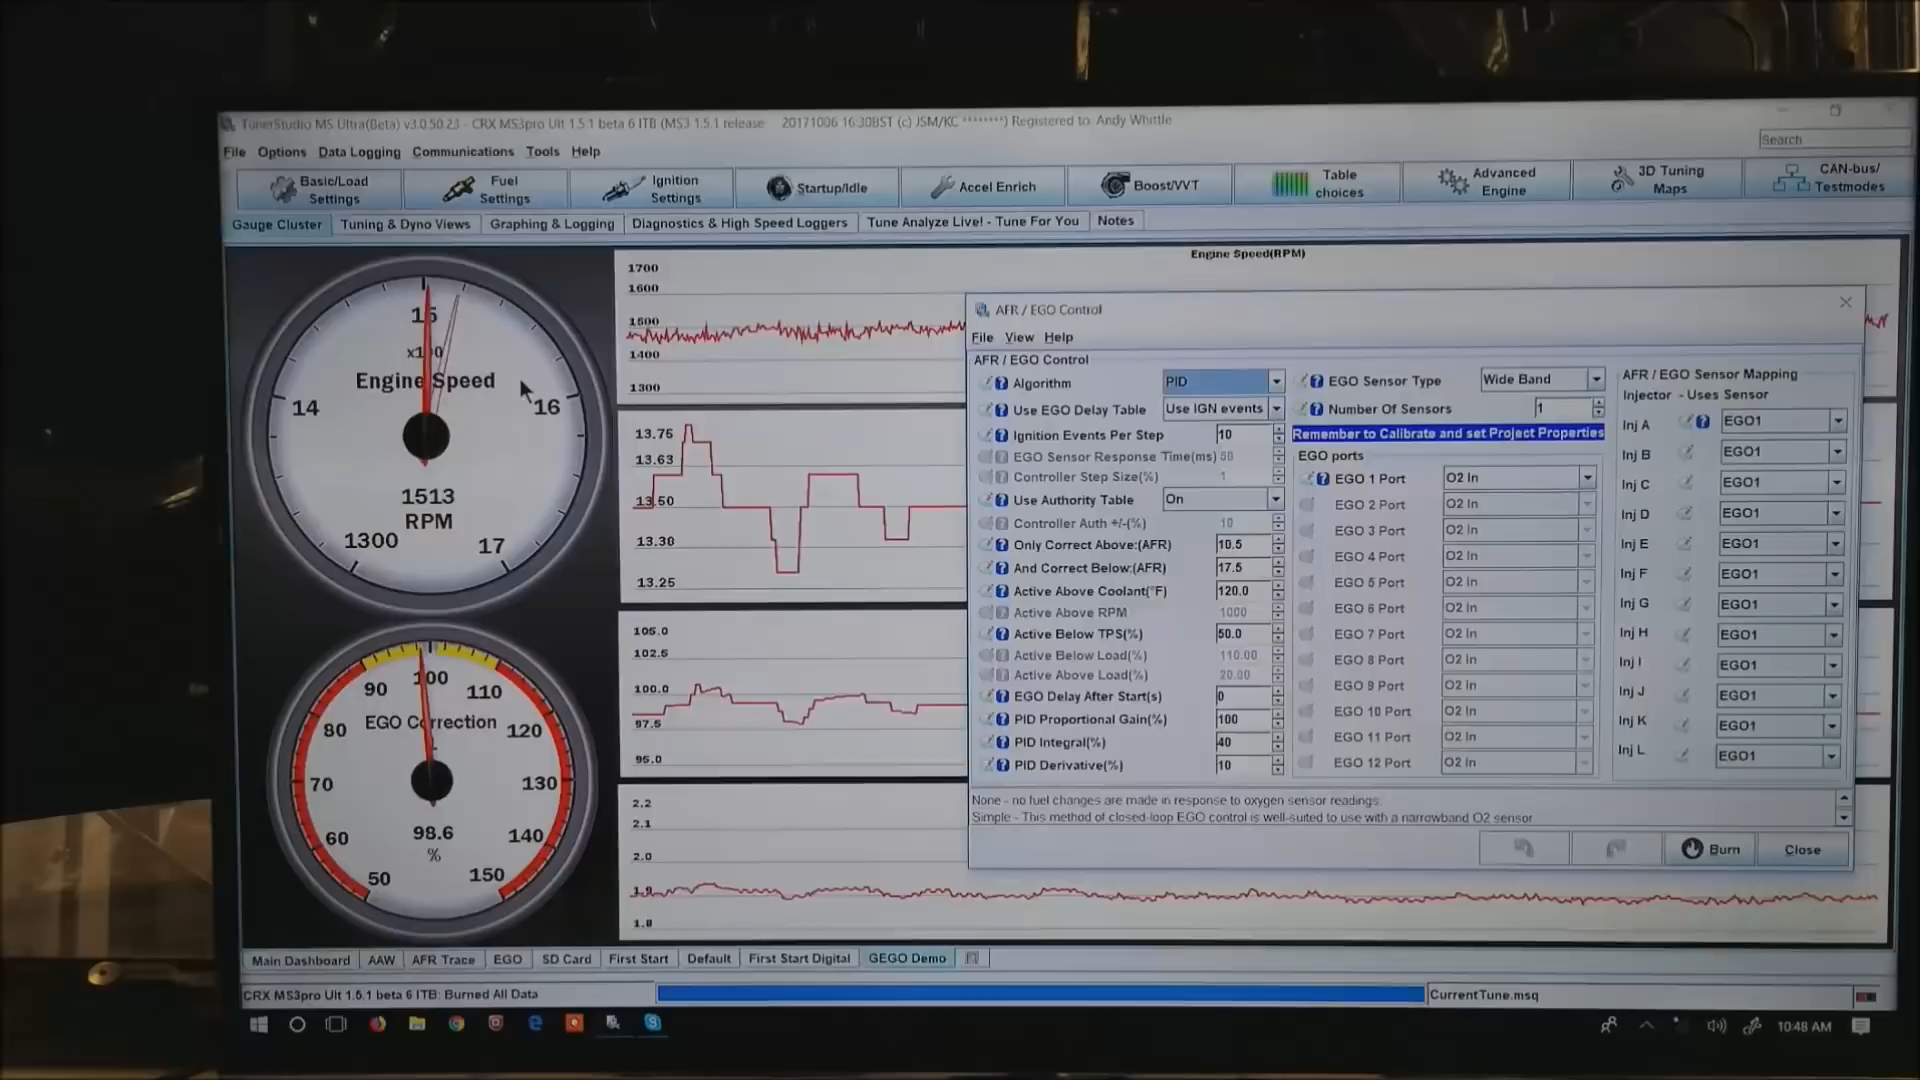 TunerStudio MS Ultra(Beta) v3.0.50.23 - CRX MS3pro Ult 1.5.1 beta 6 ITB (MS3 1.5.1 release 20171006 16:30BST (c) JSM/KC ********) Registered to: Andy Whittle
Search
File Options Data Logging Communications Tools Help
Basic/Load Settings
Fuel Settings
Ignition Settings
Startup/Idle
Accel Enrich
Boost/VVT
Table choices
Advanced Engine
3D Tuning Maps
CAN-bus/ Testmodes
Gauge Cluster Tuning & Dyno Views Graphing & Logging Diagnostics & High Speed Loggers Tune Analyze Live! - Tune For You Notes
Engine Speed(RPM)
15
x100
Engine Speed
14
16
1513
RPM
1300
17
1700
1600
1500
1400
1300
13.75
13.63
13.50
13.38
13.25
90
100
110
EGO Correction
80
120
70
130
60
98.6
140
%
50
150
105.0
102.5
100.0
97.5
95.0
2.2
2.1
2.0
1.9
1.8
AFR / EGO Control
File View Help
AFR / EGO Control
Algorithm PID
Use EGO Delay Table Use IGN events
Ignition Events Per Step 10
EGO Sensor Response Time(ms) 50
Controller Step Size(%) 1
Use Authority Table On
Controller Auth +/-(%) 10
Only Correct Above:(AFR) 10.5
And Correct Below:(AFR) 17.5
Active Above Coolant(°F) 120.0
Active Above RPM 1000
Active Below TPS(%) 50.0
Active Below Load(%) 110.00
Active Above Load(%) 20.00
EGO Delay After Start(s) 0
PID Proportional Gain(%) 100
PID Integral(%) 40
PID Derivative(%) 10
EGO Sensor Type Wide Band
Number Of Sensors 1
Remember to Calibrate and set Project Properties
EGO ports
EGO 1 Port O2 In
EGO 2 Port O2 In
EGO 3 Port O2 In
EGO 4 Port O2 In
EGO 5 Port O2 In
EGO 6 Port O2 In
EGO 7 Port O2 In
EGO 8 Port O2 In
EGO 9 Port O2 In
EGO 10 Port O2 In
EGO 11 Port O2 In
EGO 12 Port O2 In
AFR / EGO Sensor Mapping
Injector - Uses Sensor
Inj A EGO1
Inj B EGO1
Inj C EGO1
Inj D EGO1
Inj E EGO1
Inj F EGO1
Inj G EGO1
Inj H EGO1
Inj I EGO1
Inj J EGO1
Inj K EGO1
Inj L EGO1
None - no fuel changes are made in response to oxygen sensor readings.
Simple - This method of closed-loop EGO control is well-suited to use with a narrowband O2 sensor
Burn
Close
Main Dashboard AAW AFR Trace EGO SD Card First Start Default First Start Digital GEGO Demo
CRX MS3pro Ult 1.5.1 beta 6 ITB: Burned All Data
CurrentTune.msq
10:48 AM